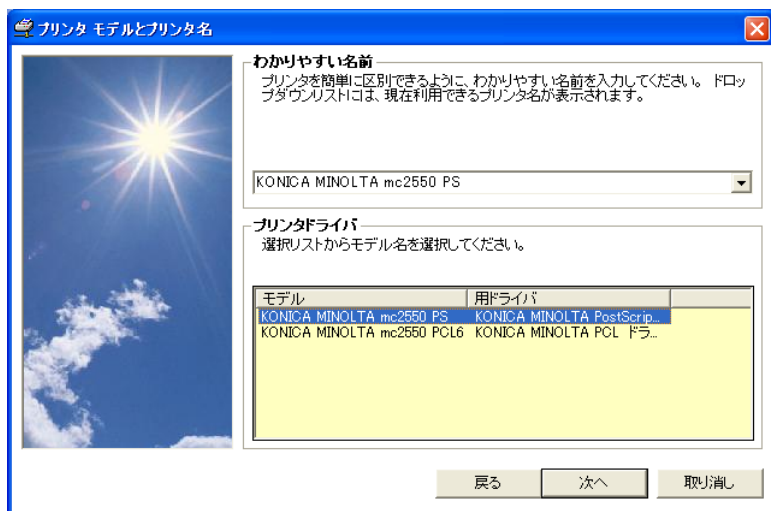 プリンタ モデルとプリンタ名
わかりやすい名前
プリンタを簡単に区別できるように、わかりやすい名前を入力してください。 ドロッ
プダウンリストには、現在利用できるプリンタ名が表示されます。
KONICA MINOLTA mc2550 PS
プリンタドライバ
選択リストからモデル名を選択してください。
モデル 用ドライバ
KONICA MINOLTA mc2550 PS KONICA MINOLTA PostScrip...
KONICA MINOLTA mc2550 PCL6 KONICA MINOLTA PCL ドラ...
戻る 次へ 取り消し